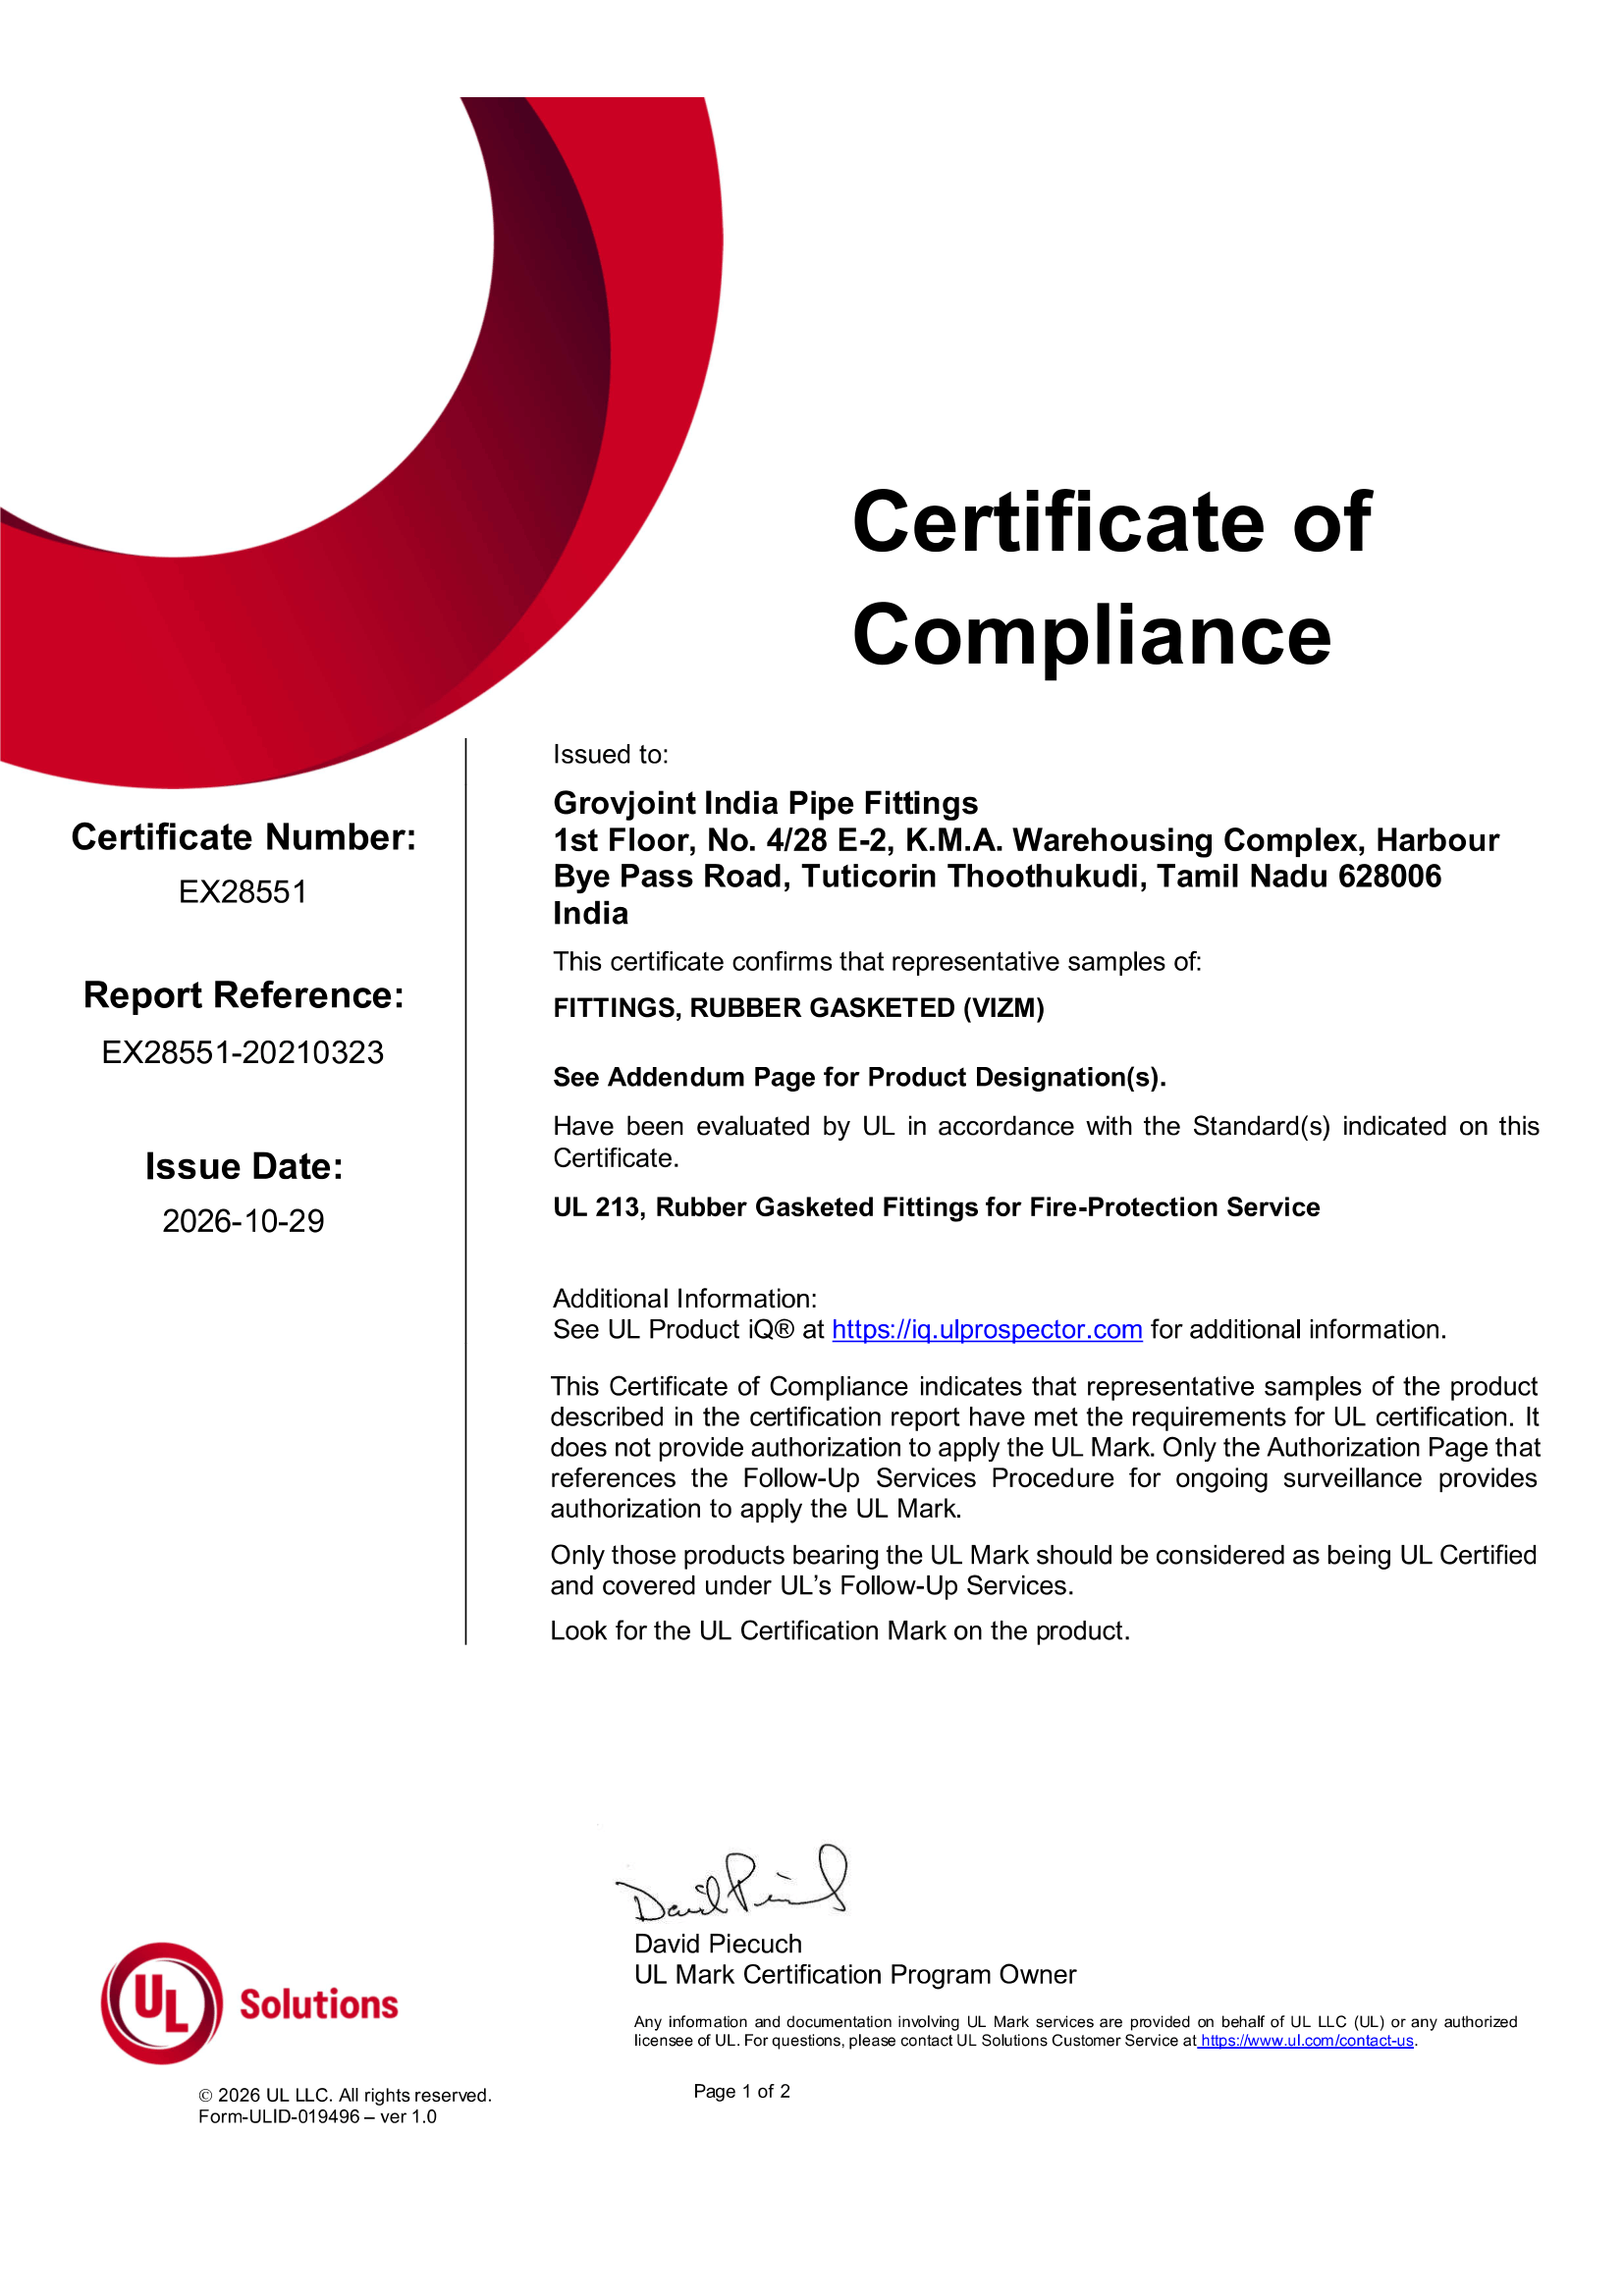 Certificate of
Compliance
Certificate Number:
EX28551
Report Reference:
EX28551-20210323
Issue Date:
2026-10-29
Issued to:
Grovjoint India Pipe Fittings
1st Floor, No. 4/28 E-2, K.M.A. Warehousing Complex, Harbour
Bye Pass Road, Tuticorin Thoothukudi, Tamil Nadu 628006
India
This certificate confirms that representative samples of:
FITTINGS, RUBBER GASKETED (VIZM)
See Addendum Page for Product Designation(s).
Have been evaluated by UL in accordance with the Standard(s) indicated on this
Certificate.
UL 213, Rubber Gasketed Fittings for Fire-Protection Service
Additional Information:
See UL Product iQ® at https://iq.ulprospector.com for additional information.
This Certificate of Compliance indicates that representative samples of the product
described in the certification report have met the requirements for UL certification. It
does not provide authorization to apply the UL Mark. Only the Authorization Page that
references the Follow-Up Services Procedure for ongoing surveillance provides
authorization to apply the UL Mark.
Only those products bearing the UL Mark should be considered as being UL Certified
and covered under UL’s Follow-Up Services.
Look for the UL Certification Mark on the product.
David Piecuch
UL Mark Certification Program Owner
Any information and documentation involving UL Mark services are provided on behalf of UL LLC (UL) or any authorized
licensee of UL. For questions, please contact UL Solutions Customer Service at https://www.ul.com/contact-us.
UL Solutions
© 2026 UL LLC. All rights reserved.
Form-ULID-019496 – ver 1.0
Page 1 of 2